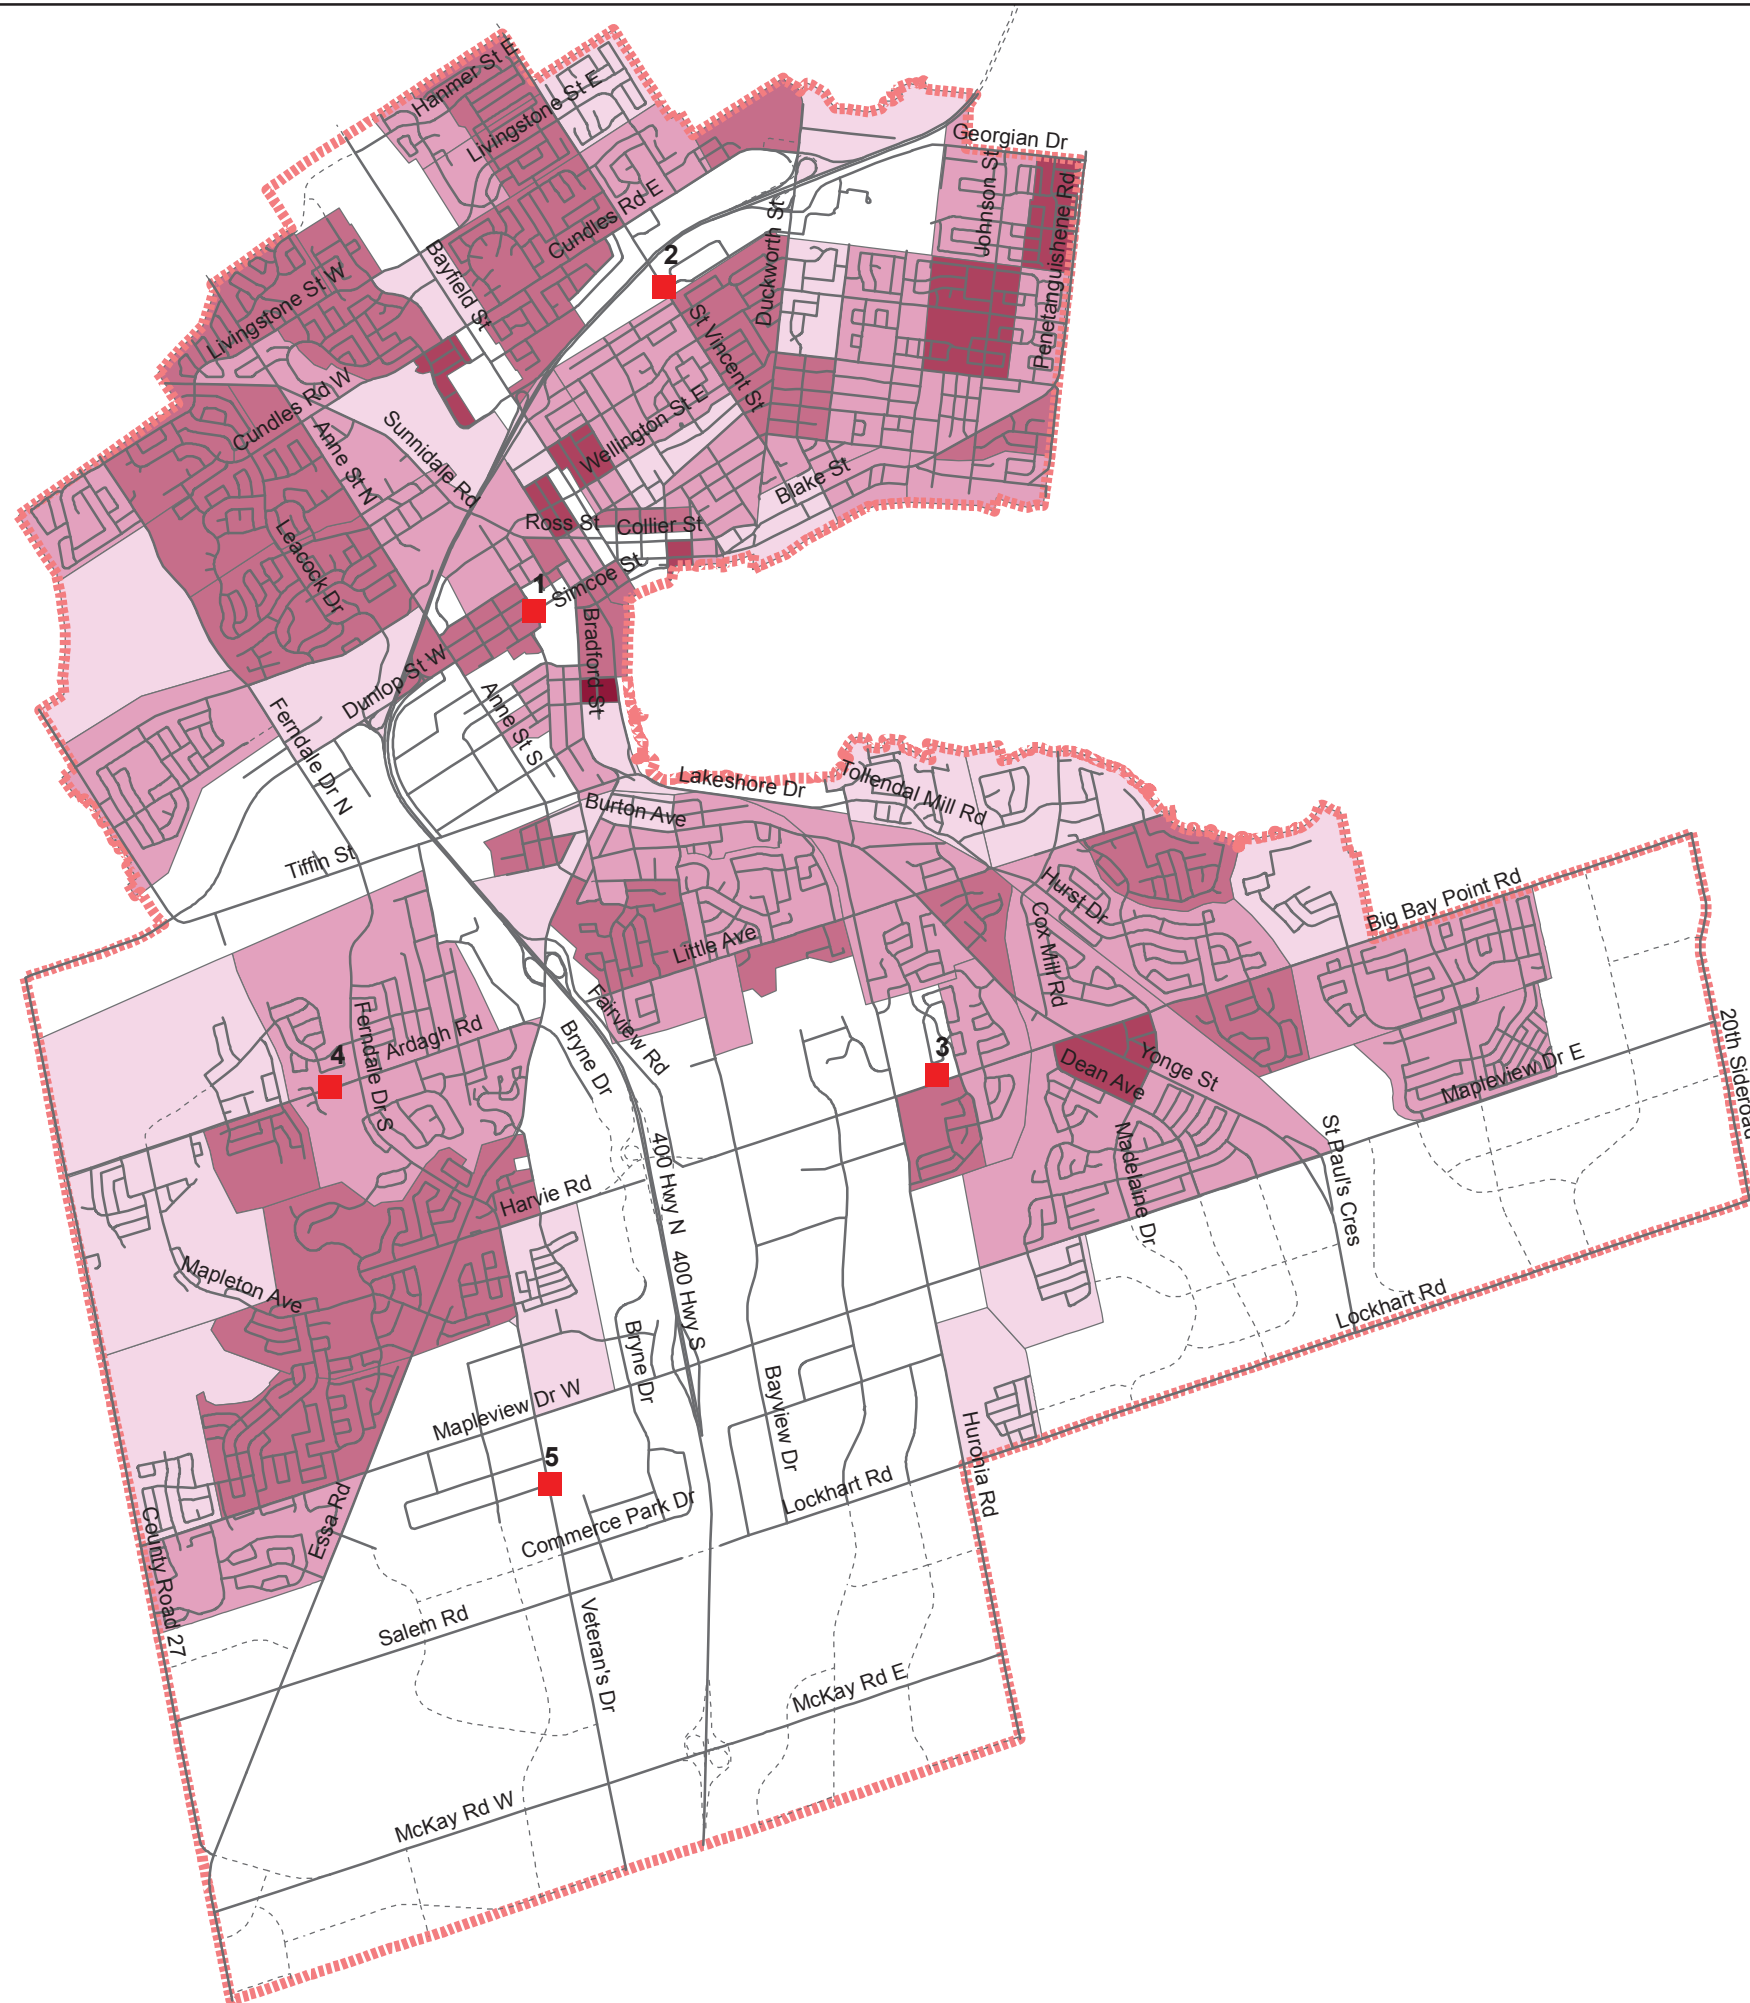 Hanmer St E
Livingstone St E
Georgian Dr
Johnson St
Penetanguishene Rd
Cundles Rd E
Duckworth St
2
Bayfield St
Livingstone St W
St Vincent St
Cundles Rd W
Wellington St E
Sunnidale Rd
Anne St N
Blake St
Ross St
Collier St
Leacock Dr
1
Simcoe St
Bradford St
Dunlop St W
Anne St S
Ferndale Dr N
Lakeshore Dr
Tollendal Mill Rd
Burton Ave
Tiffin St
Hurst Dr
Big Bay Point Rd
Cox Mill Rd
Little Ave
Fairview Rd
Ferndale Dr S
Ardagh Rd
4
Bryne Dr
3
Dean Ave
Yonge St
Mapleview Dr E
20th Sideroad
400 Hwy N
Madelaine Dr
St Paul's Cres
Harvie Rd
Mapleton Ave
400 Hwy S
Lockhart Rd
Bryne Dr
Mapleview Dr W
Bayview Dr
5
Huronia Rd
Lockhart Rd
Commerce Park Dr
Essa Rd
County Road 27
Salem Rd
Veteran's Dr
McKay Rd E
McKay Rd W